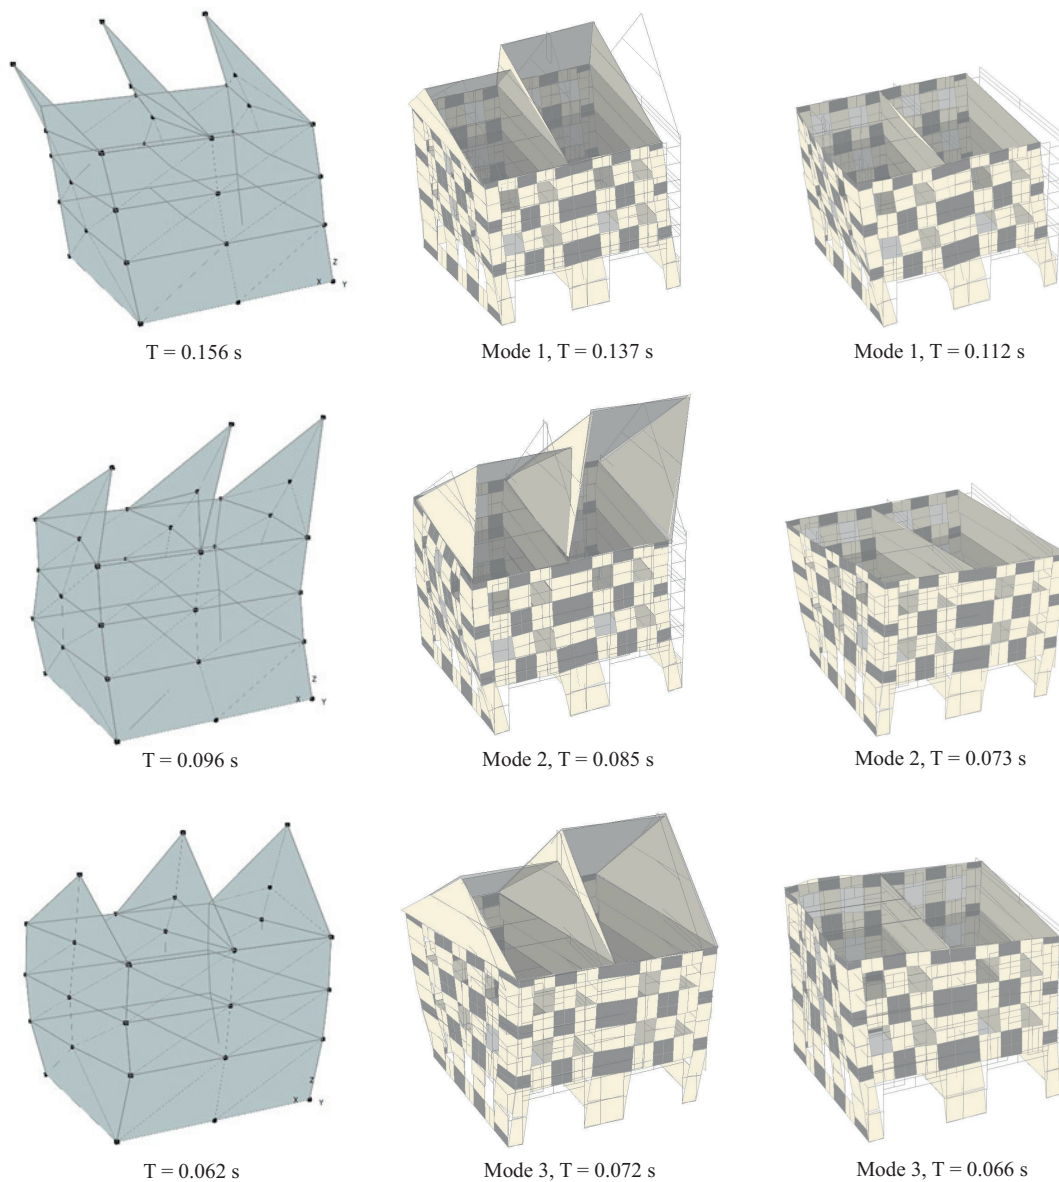 T = 0.156 s
Mode 1, T = 0.137 s
Mode 1, T = 0.112 s
Z
X
Y
T = 0.096 s
Mode 2, T = 0.085 s
Mode 2, T = 0.073 s
Z
X
Y
T = 0.062 s
Mode 3, T = 0.072 s
Mode 3, T = 0.066 s
Z
X
Y